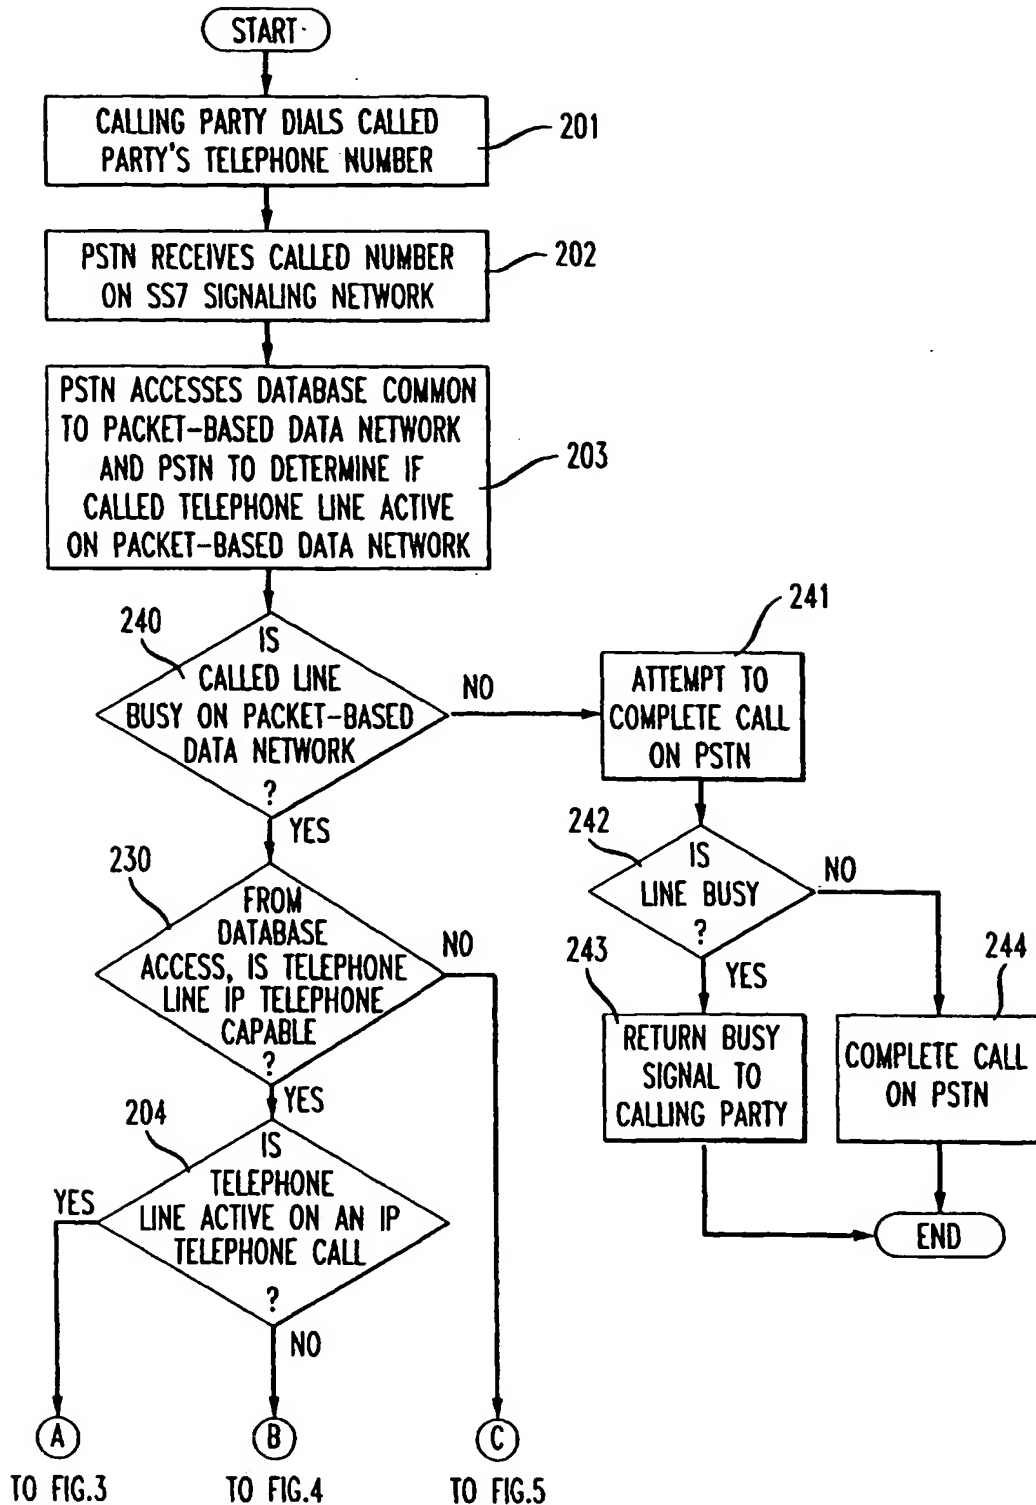 START
CALLING PARTY DIALS CALLED
PARTY'S TELEPHONE NUMBER
201
PSTN RECEIVES CALLED NUMBER
ON SS7 SIGNALING NETWORK
202
PSTN ACCESSES DATABASE COMMON
TO PACKET-BASED DATA NETWORK
AND PSTN TO DETERMINE IF
CALLED TELEPHONE LINE ACTIVE
ON PACKET-BASED DATA NETWORK
203
240
IS
CALLED LINE
BUSY ON PACKET-BASED
DATA NETWORK
?
NO
YES
241
ATTEMPT TO
COMPLETE CALL
ON PSTN
242
IS
LINE BUSY
?
NO
YES
230
FROM
DATABASE
ACCESS, IS TELEPHONE
LINE IP TELEPHONE
CAPABLE
?
NO
YES
243
RETURN BUSY
SIGNAL TO
CALLING PARTY
244
COMPLETE CALL
ON PSTN
END
204
IS
TELEPHONE
LINE ACTIVE ON AN IP
TELEPHONE CALL
?
YES
NO
A
TO FIG.3
B
TO FIG.4
C
TO FIG.5